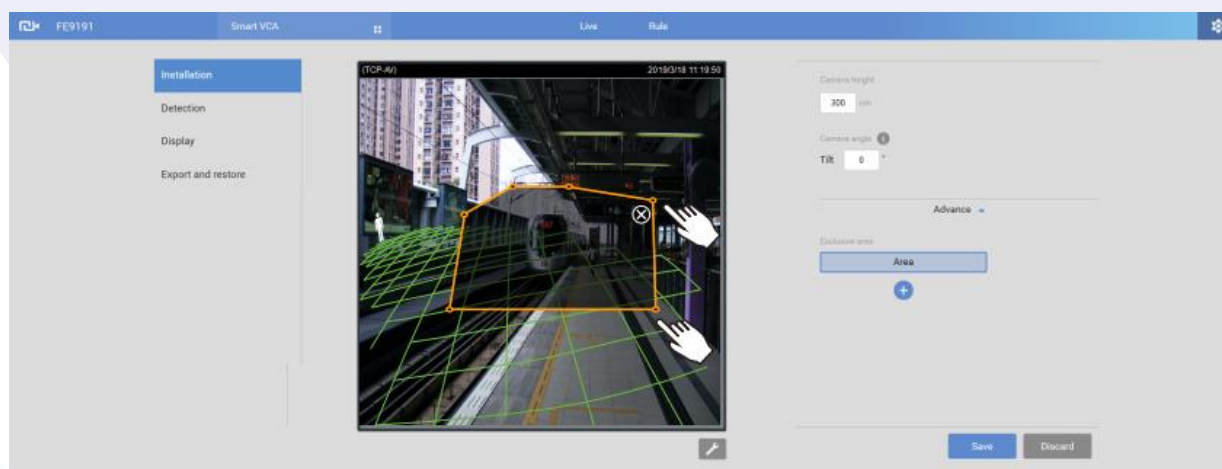 FE9191
Smart VCA
Live
Rule
Installation
Detection
Display
Export and restore
(TCP-AV)
2019/3/18 11:19:50
Camera height
300 cm
Camera angle
Tilt 0 °
Advance
Exclusive area
Area
Save
Discard